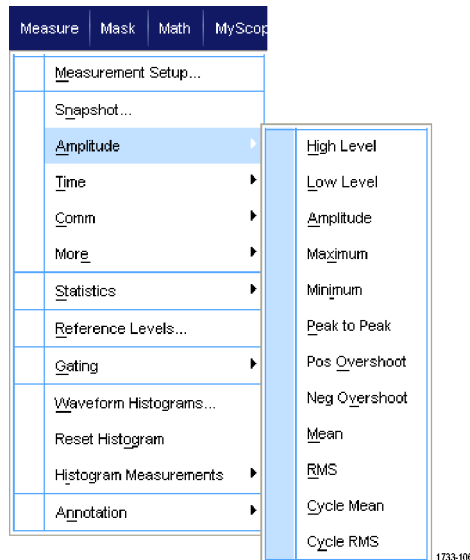 Measure Mask Math MyScop
Measurement Setup...
Snapshot...
Amplitude
Time
Comm
More
Statistics
Reference Levels...
Gating
Waveform Histograms...
Reset Histogram
Histogram Measurements
Annotation
High Level
Low Level
Amplitude
Maximum
Minimum
Peak to Peak
Pos Overshoot
Neg Overshoot
Mean
RMS
Cycle Mean
Cycle RMS